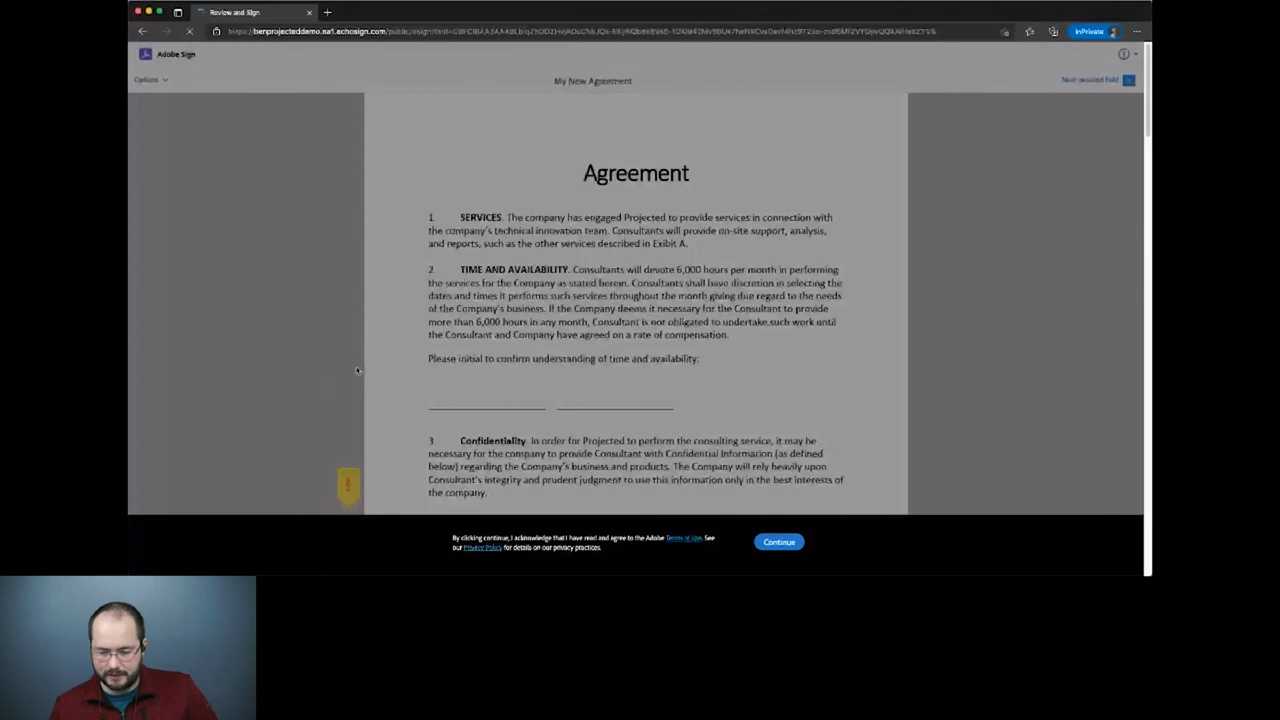 Review and Sign
InPrivate
Adobe Sign
Options
My New Agreement
Next required field
Agreement
1. SERVICES. The company has engaged Projected to provide services in connection with
the company's technical innovation team. Consultants will provide on-site support, analysis,
and reports, such as the other services described in Exibit A.
2. TIME AND AVAILABILITY. Consultants will devote 6,000 hours per month in performing
the services for the Company as stated herein. Consultants shall have discretion in selecting the
dates and times it performs such services throughout the month giving due regard to the needs
of the Company's business. If the Company deems it necessary for the Consultant to provide
more than 6,000 hours in any month, Consultant is not obligated to undertake such work until
the Consultant and Company have agreed on a rate of compensation.
Please initial to confirm understanding of time and availability:
3. Confidentiality. In order for Projected to perform the consulting service, it may be
necessary for the company to provide Consultant with Confidential Information (as defined
below) regarding the Company's business and products. The Company will rely heavily upon
Consultant's integrity and prudent judgment to use this information only in the best interests of
the company.
By clicking continue, I acknowledge that I have read and agree to the Adobe Terms of Use. See
our Privacy Policy for details on our privacy practices.
Continue